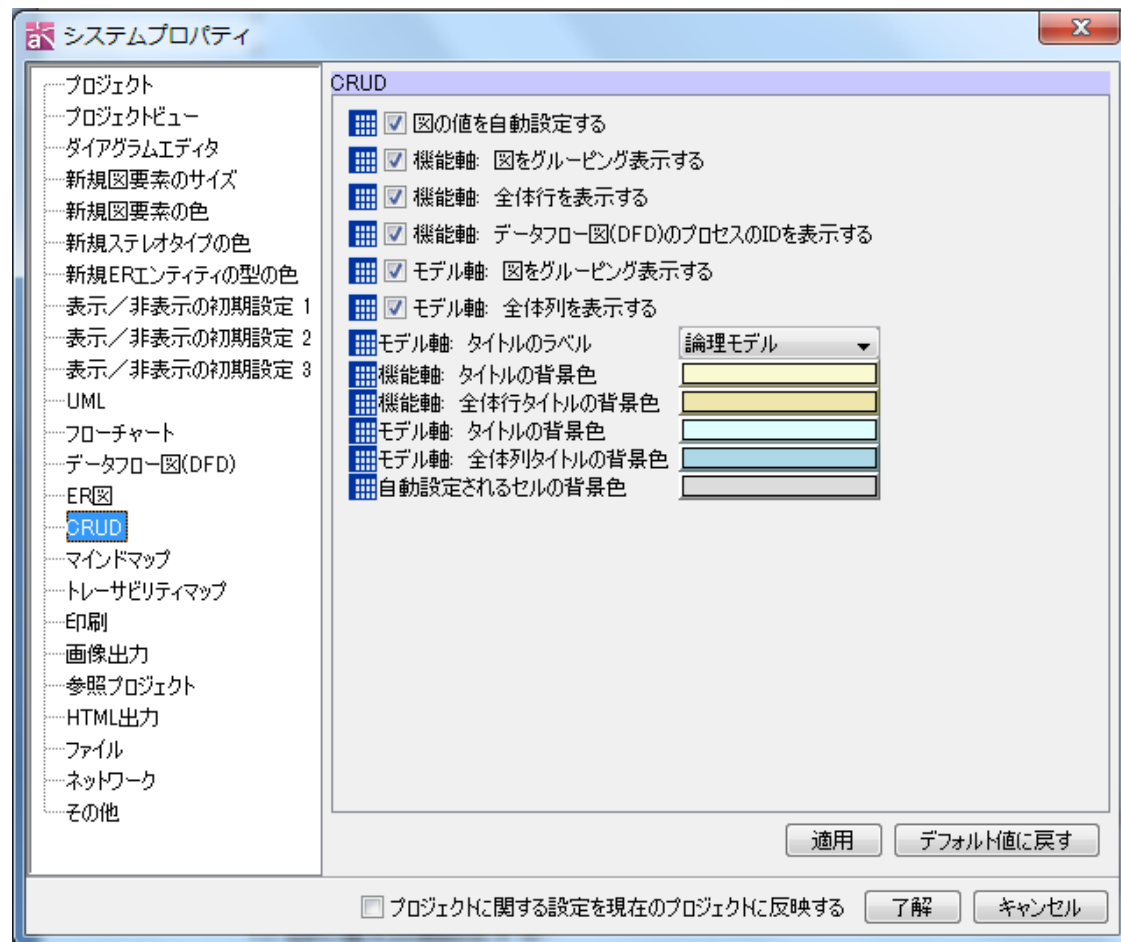 システムプロパティ
プロジェクト
プロジェクトビュー
ダイアグラムエディタ
新規図要素のサイズ
新規図要素の色
新規ステレオタイプの色
新規ERエンティティの型の色
表示／非表示の初期設定 1
表示／非表示の初期設定 2
表示／非表示の初期設定 3
UML
フローチャート
データフロー図(DFD)
ER図
CRUD
マインドマップ
トレーサビリティマップ
印刷
画像出力
参照プロジェクト
HTML出力
ファイル
ネットワーク
その他
CRUD
図の値を自動設定する
機能軸: 図をグルーピング表示する
機能軸: 全体行を表示する
機能軸: データフロー図(DFD)のプロセスのIDを表示する
モデル軸: 図をグルーピング表示する
モデル軸: 全体列を表示する
モデル軸: タイトルのラベル 論理モデル
機能軸: タイトルの背景色
機能軸: 全体行タイトルの背景色
モデル軸: タイトルの背景色
モデル軸: 全体列タイトルの背景色
自動設定されるセルの背景色
適用 デフォルト値に戻す
プロジェクトに関する設定を現在のプロジェクトに反映する 了解 キャンセル